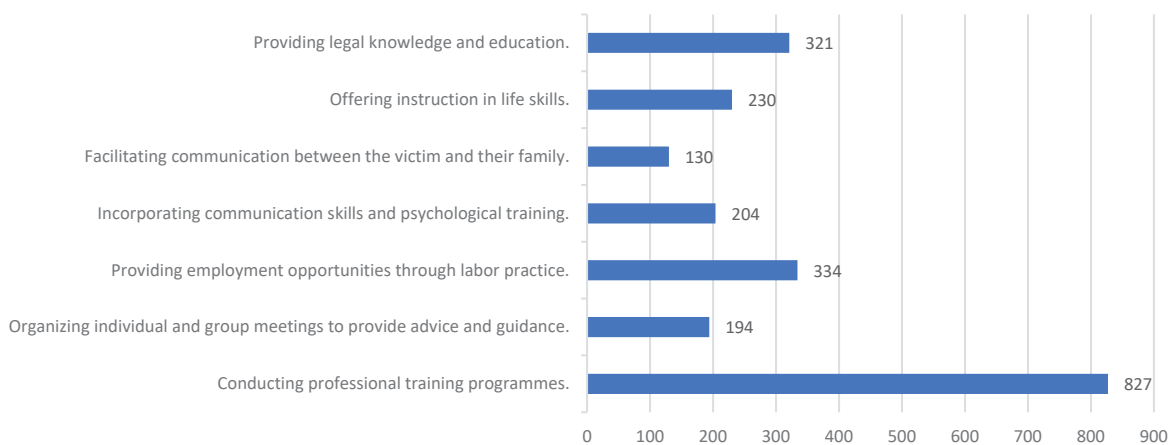 Providing legal knowledge and education. 321
Offering instruction in life skills. 230
Facilitating communication between the victim and their family. 130
Incorporating communication skills and psychological training. 204
Providing employment opportunities through labor practice. 334
Organizing individual and group meetings to provide advice and guidance. 194
Conducting professional training programmes. 827
0 100 200 300 400 500 600 700 800 900